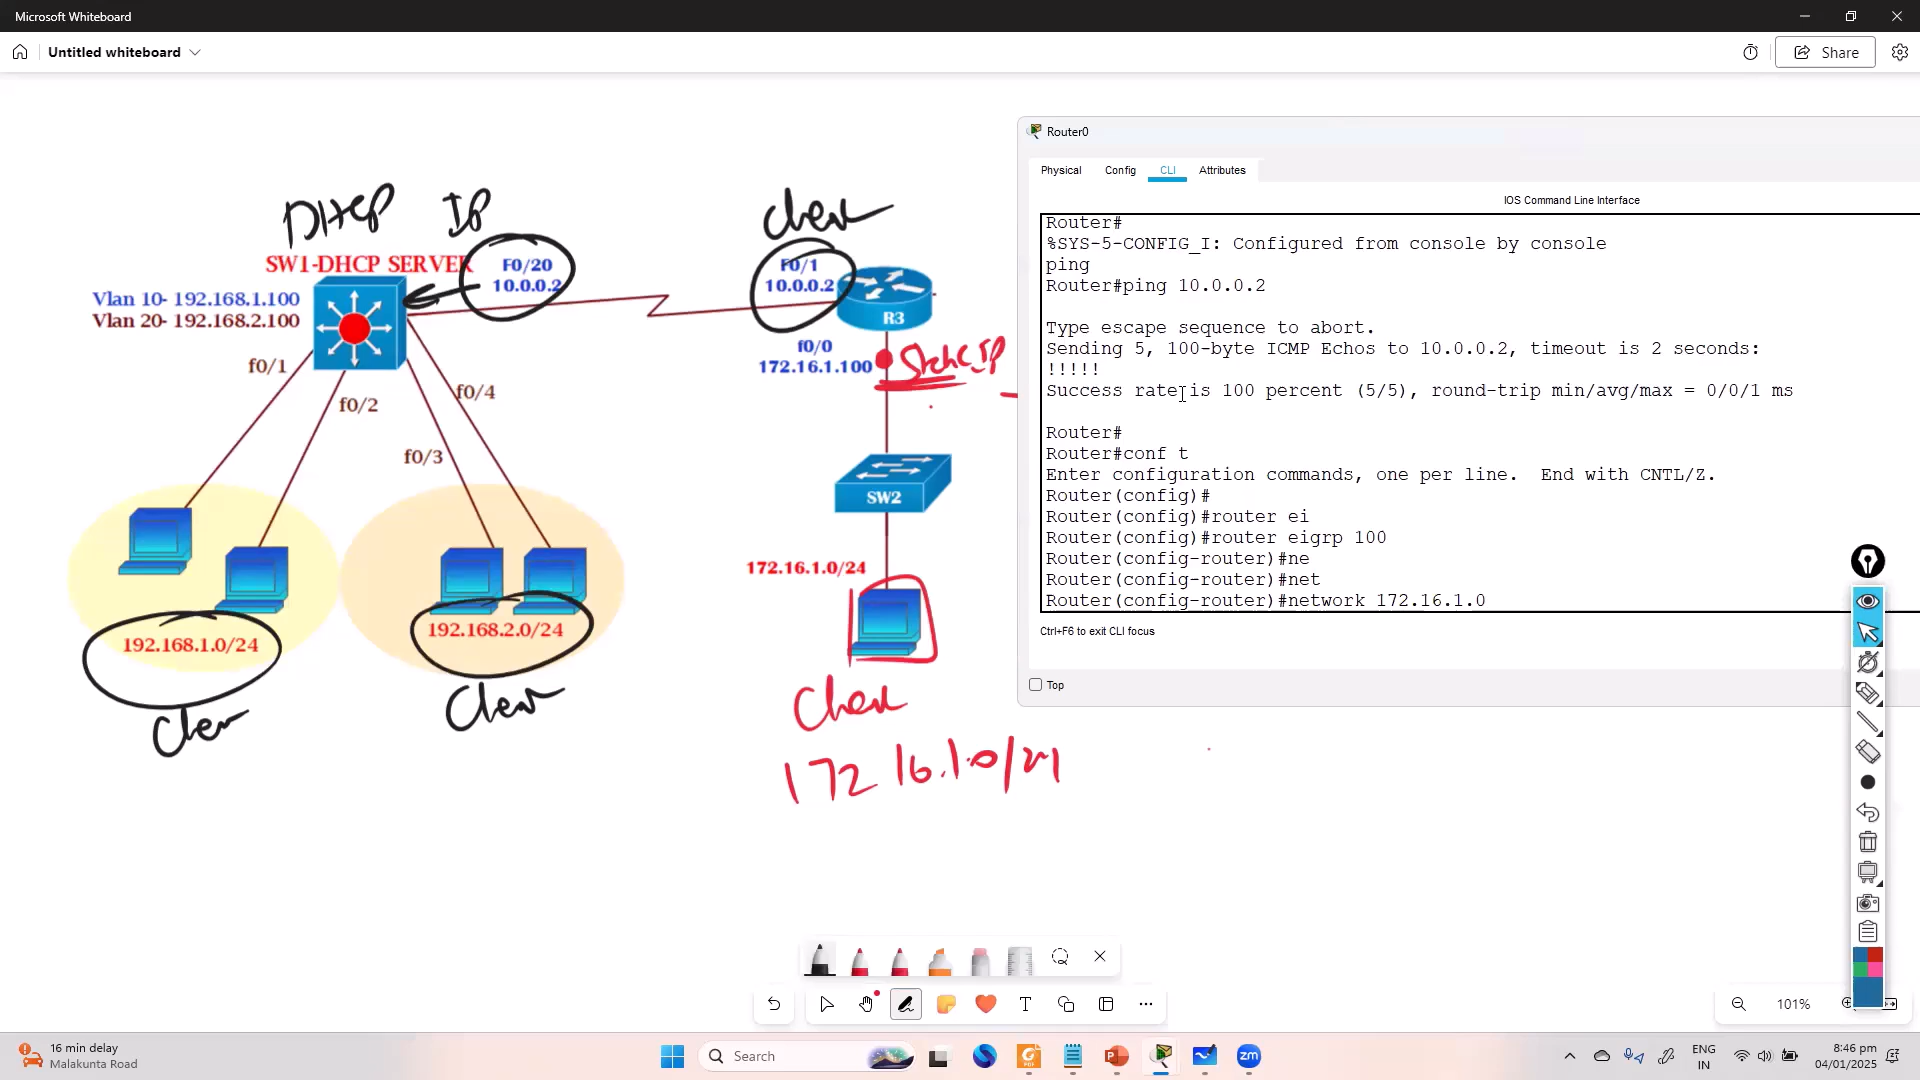 Microsoft Whiteboard
Untitled whiteboard
Share
DHCP IP
SW1-DHCP SERVER
F0/20
10.0.0.2
Vlan 10- 192.168.1.100
Vlan 20- 192.168.2.100
f0/1
f0/2
f0/3
f0/4
192.168.1.0/24
192.168.2.0/24
F0/1
10.0.0.2
R3
f0/0
172.16.1.100
Static IP
SW2
172.16.1.0/24
172 16.1.0/24
Router0
Physical Config CLI Attributes
IOS Command Line Interface
Router#
%SYS-5-CONFIG_I: Configured from console by console
ping
Router#ping 10.0.0.2
Type escape sequence to abort.
Sending 5, 100-byte ICMP Echos to 10.0.0.2, timeout is 2 seconds:
!!!!!
Success rate is 100 percent (5/5), round-trip min/avg/max = 0/0/1 ms
Router#
Router#conf t
Enter configuration commands, one per line.  End with CNTL/Z.
Router(config)#
Router(config)#router ei
Router(config)#router eigrp 100
Router(config-router)#ne
Router(config-router)#net
Router(config-router)#network 172.16.1.0
Ctrl+F6 to exit CLI focus
Top
101%
16 min delay
Malakunta Road
Search
zm
ENG
IN
8:46 pm
04/01/2025